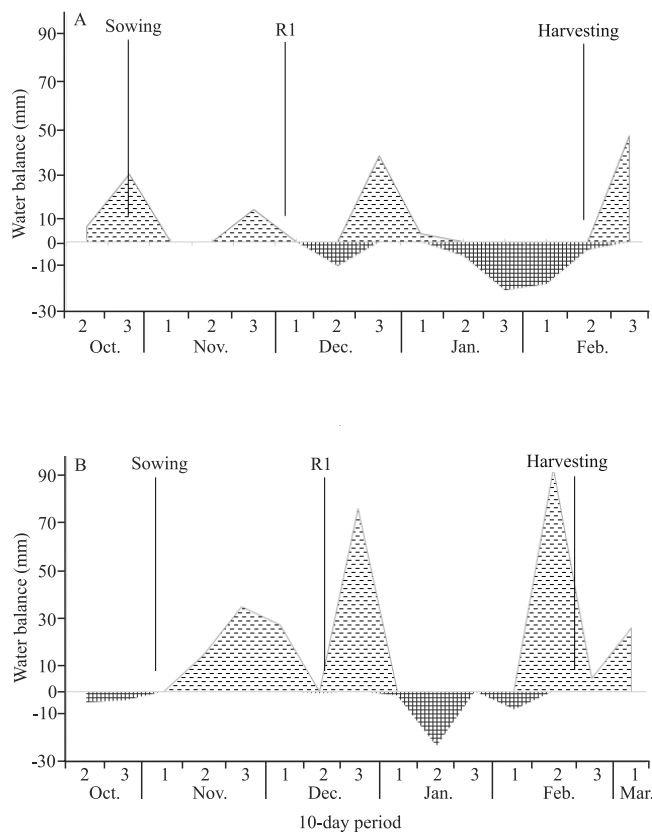 A
Sowing
R1
Harvesting
Water balance (mm)
90
50
30
10
0
-10
-30
2 3 1 2 3 1 2 3 1 2 3 1 2 3
Oct. Nov. Dec. Jan. Feb.
B
Sowing
R1
Harvesting
Water balance (mm)
90
70
50
30
10
0
-10
-30
2 3 1 2 3 1 2 3 1 2 3 1 2 3 1
Oct. Nov. Dec. Jan. Feb. Mar.
10-day period